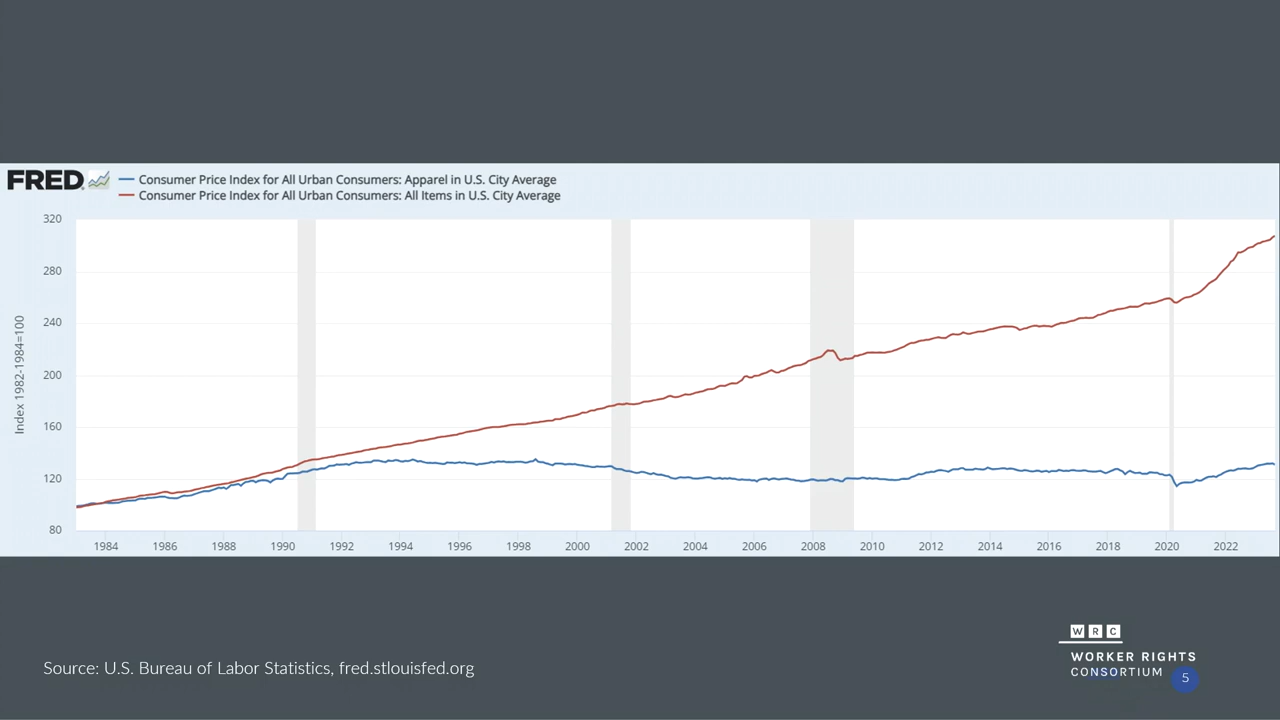 FRED
Consumer Price Index for All Urban Consumers: Apparel in U.S. City Average
Consumer Price Index for All Urban Consumers: All Items in U.S. City Average
Index 1982-1984=100
320
280
240
200
160
120
80
1984 1986 1988 1990 1992 1994 1996 1998 2000 2002 2004 2006 2008 2010 2012 2014 2016 2018 2020 2022
Source: U.S. Bureau of Labor Statistics, fred.stlouisfed.org
WRC
WORKER RIGHTS
CONSORTIUM
5